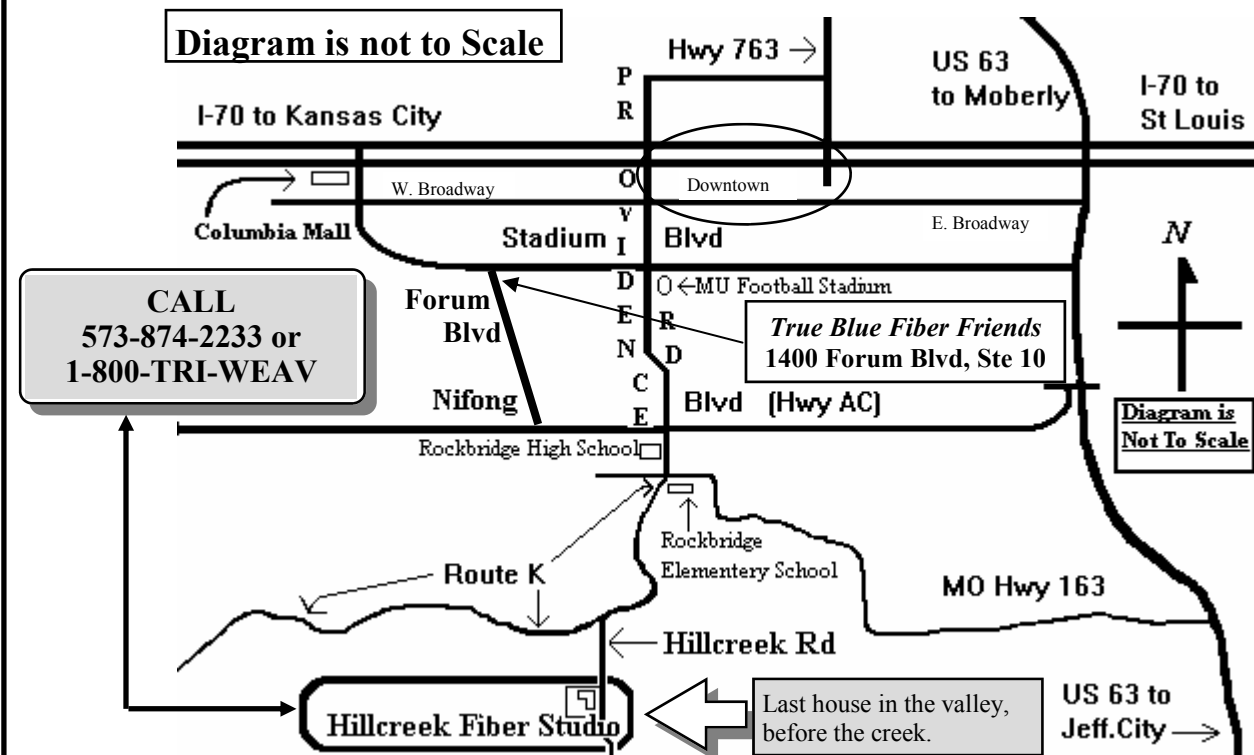 Diagram is not to Scale
Hwy 763
US 63
to Moberly
I-70 to
St Louis
I-70 to Kansas City
PROVIDENCE
RD
W. Broadway
Downtown
E. Broadway
Columbia Mall
Stadium
Blvd
N
MU Football Stadium
CALL
573-874-2233 or
1-800-TRI-WEAV
Forum
Blvd
True Blue Fiber Friends
1400 Forum Blvd, Ste 10
Nifong
Blvd (Hwy AC)
Diagram is
Not To Scale
Rockbridge High School
Rockbridge
Elementery School
Route K
MO Hwy 163
Hillcreek Rd
Hillcreek Fiber Studio
Last house in the valley,
before the creek.
US 63 to
Jeff.City